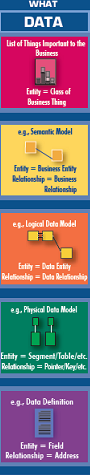 WHAT
DATA
List of Things Important to the
Business
Entity = Class of
Business Thing
e.g., Semantic Model
Entity = Business Entity
Relationship = Business
Relationship
e.g., Logical Data Model
Entity = Data Entity
Relationship = Data Relationship
e.g., Physical Data Model
Entity = Segment/Table/etc.
Relationship = Pointer/Key/etc.
e.g., Data Definition
Entity = Field
Relationship = Address